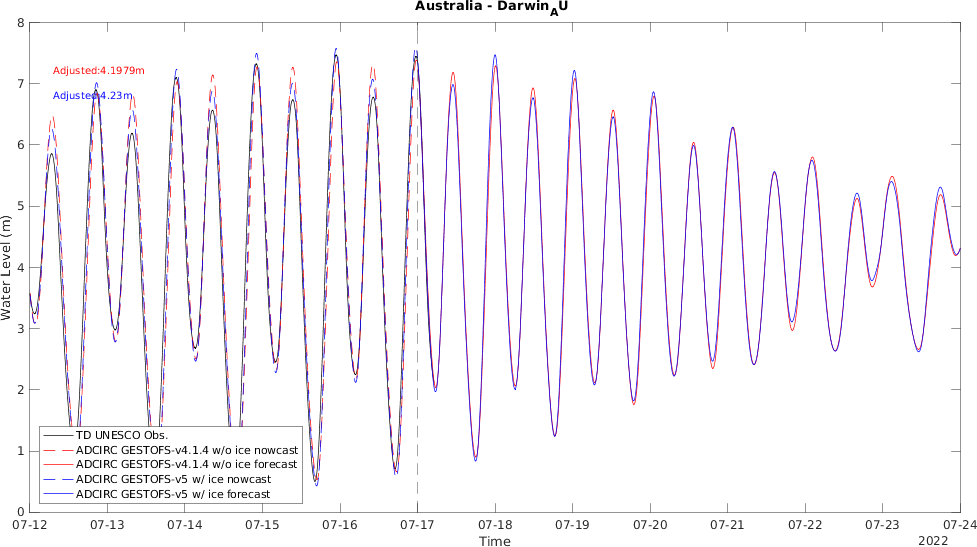 Australia - DarwinAU
8
7
6
5
4
3
2
1
0
Water Level (m)
Adjusted:4.1979m
Adjusted:4.23m
TD UNESCO Obs.
ADCIRC GESTOFS-v4.1.4 w/o ice nowcast
ADCIRC GESTOFS-v4.1.4 w/o ice forecast
ADCIRC GESTOFS-v5 w/ ice nowcast
ADCIRC GESTOFS-v5 w/ ice forecast
07-12 07-13 07-14 07-15 07-16 07-17 07-18 07-19 07-20 07-21 07-22 07-23 07-24
Time
2022